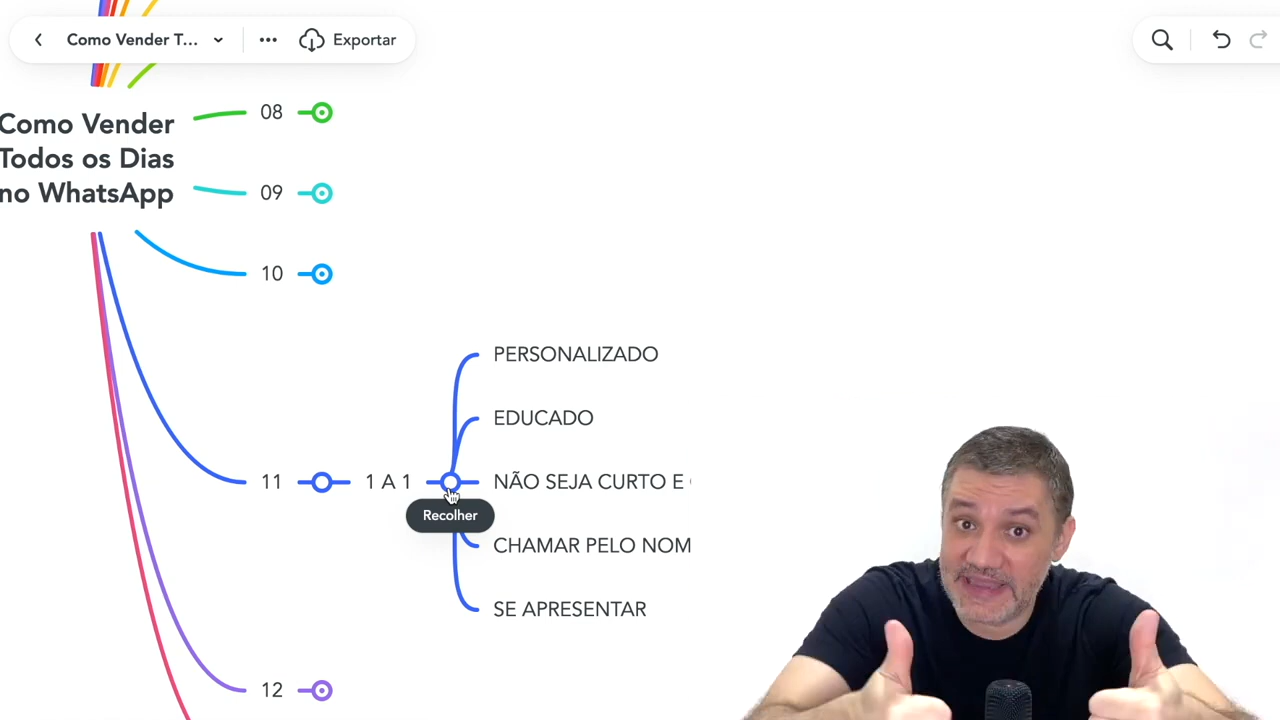 Como Vender T...
Exportar
Como Vender
Todos os Dias
no WhatsApp
08
09
10
11
1 A 1
PERSONALIZADO
EDUCADO
NÃO SEJA CURTO E
CHAMAR PELO NOM
SE APRESENTAR
Recolher
12